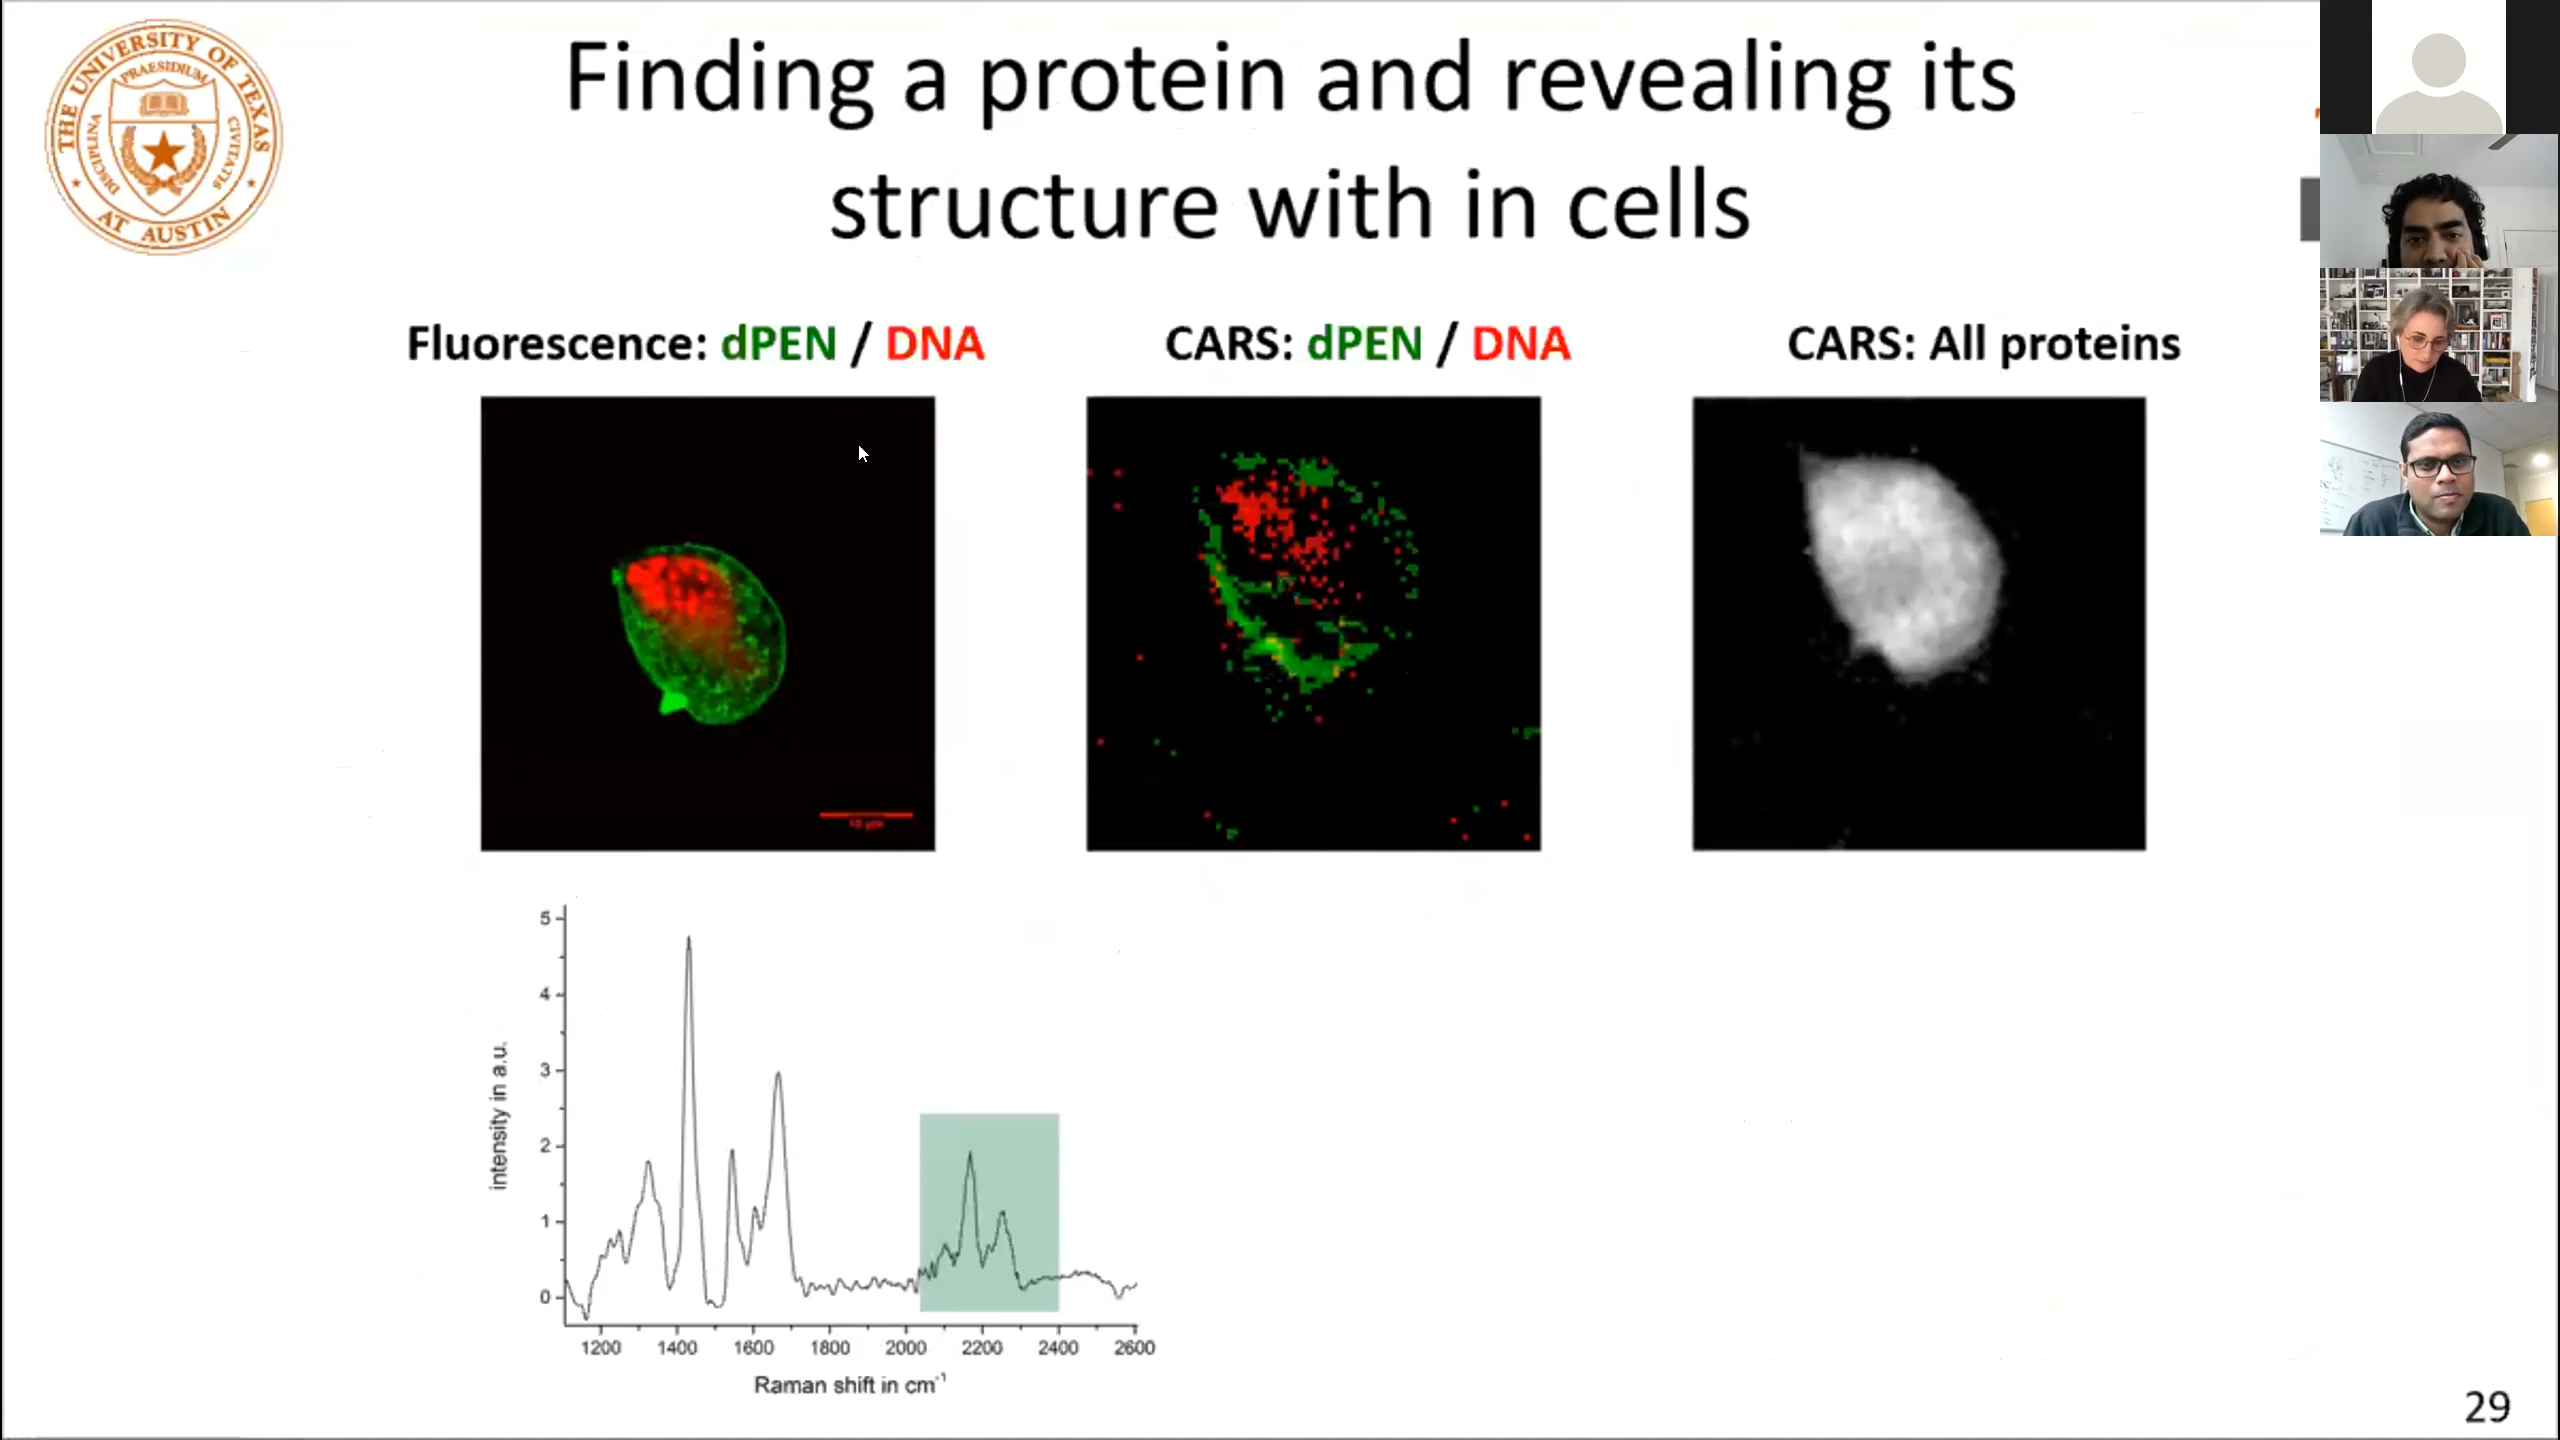 THE UNIVERSITY OF TEXAS
PRAESIDIUM
DISCIPLINA
CIVITATIS
AT AUSTIN
Finding a protein and revealing its
structure with in cells
Fluorescence: dPEN / DNA
CARS: dPEN / DNA
CARS: All proteins
10 µm
5
4
3
2
1
0
intensity in a.u.
1200 1400 1600 1800 2000 2200 2400 2600
Raman shift in cm⁻¹
29